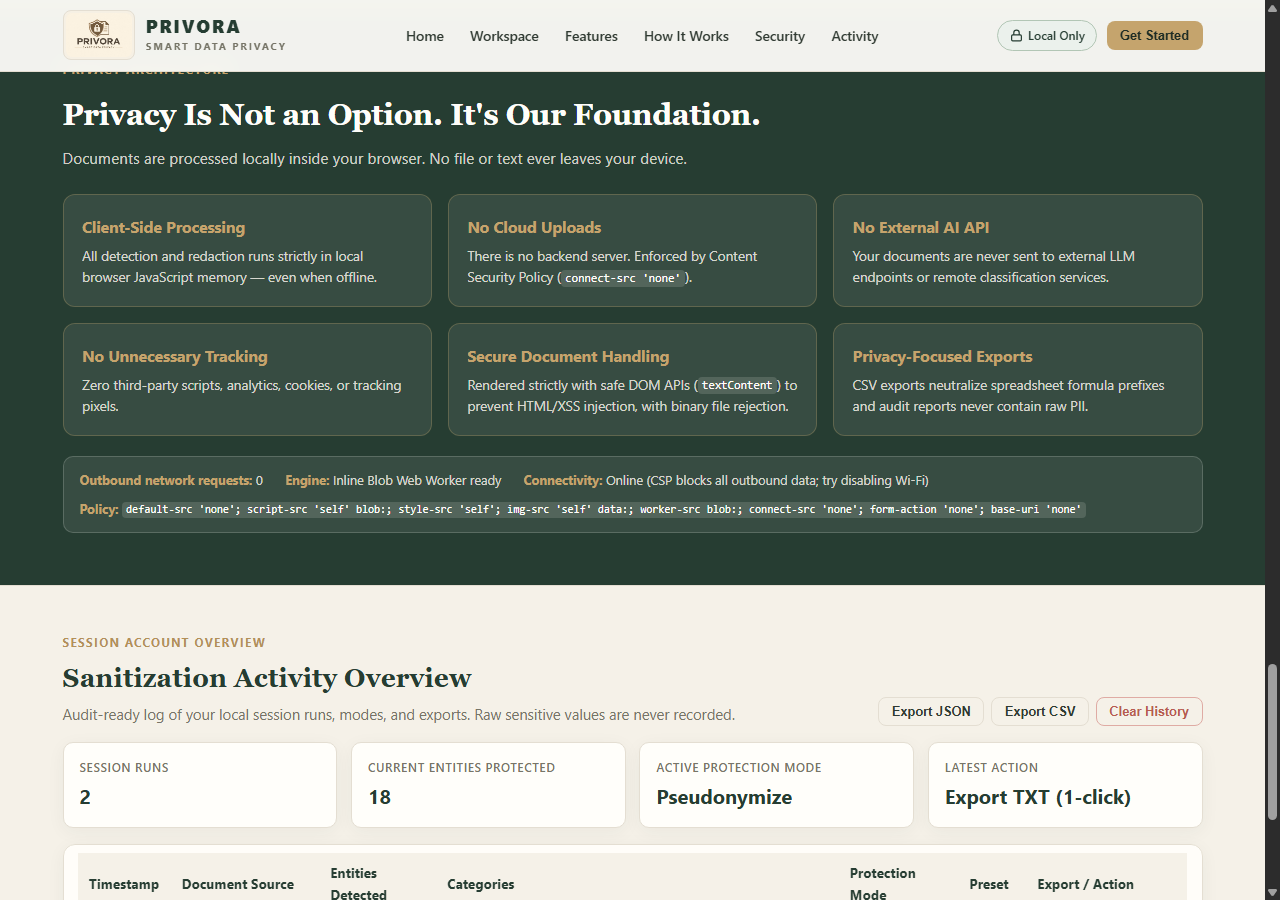 PRIVORA
PRIVORA
SMART DATA PRIVACY
Home
Workspace
Features
How It Works
Security
Activity
Local Only
Get Started
PRIVACY ARCHITECTURE
Privacy Is Not an Option. It's Our Foundation.
Documents are processed locally inside your browser. No file or text ever leaves your device.
Client-Side Processing
All detection and redaction runs strictly in local
browser JavaScript memory — even when offline.
No Cloud Uploads
There is no backend server. Enforced by Content
Security Policy (connect-src 'none').
No External AI API
Your documents are never sent to external LLM
endpoints or remote classification services.
No Unnecessary Tracking
Zero third-party scripts, analytics, cookies, or tracking
pixels.
Secure Document Handling
Rendered strictly with safe DOM APIs (textContent) to
prevent HTML/XSS injection, with binary file rejection.
Privacy-Focused Exports
CSV exports neutralize spreadsheet formula prefixes
and audit reports never contain raw PII.
Outbound network requests: 0 Engine: Inline Blob Web Worker ready Connectivity: Online (CSP blocks all outbound data; try disabling Wi-Fi)
Policy: default-src 'none'; script-src 'self' blob:; style-src 'self'; img-src 'self' data:; worker-src blob:; connect-src 'none'; form-action 'none'; base-uri 'none'
SESSION ACCOUNT OVERVIEW
Sanitization Activity Overview
Audit-ready log of your local session runs, modes, and exports. Raw sensitive values are never recorded.
Export JSON
Export CSV
Clear History
SESSION RUNS
2
CURRENT ENTITIES PROTECTED
18
ACTIVE PROTECTION MODE
Pseudonymize
LATEST ACTION
Export TXT (1-click)
Timestamp
Document Source
Entities
Detected
Categories
Protection
Mode
Preset
Export / Action